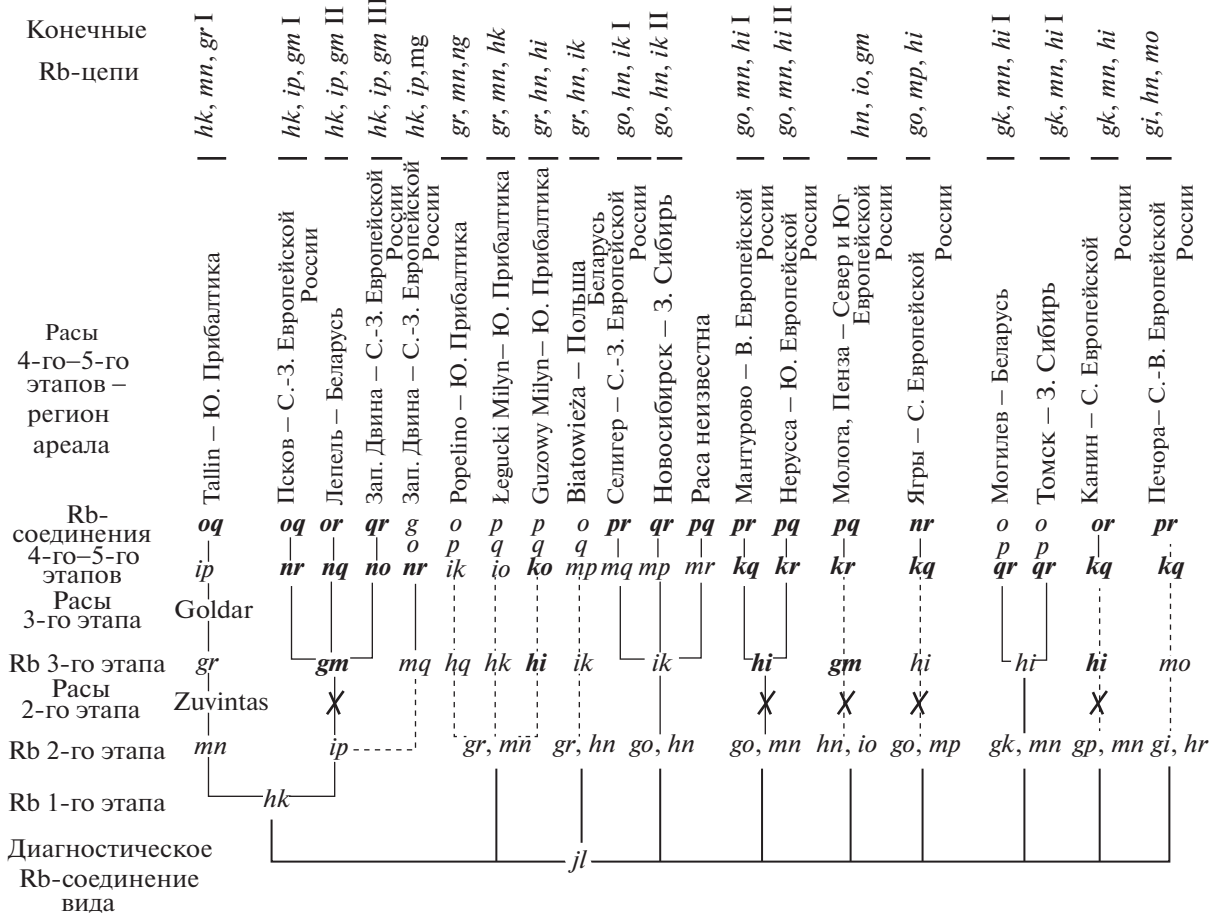 Конечные
Rb-цепи
hk, mn, gr I
hk, ip, gm I
hk, ip, gm II
hk, ip, gm III
hk, ip,mg
gr, mn,ng
gr, mn, hk
gr, hn, hi
gr, hn, ik
go, hn, ik I
go, hn, ik II
go, mn, hi I
go, mn, hi II
hn, io, gm
go, mp, hi
gk, mn, hi I
gk, mn, hi I
gk, mn, hi
gi, hn, mo
Расы
4-го–5-го
этапов –
регион
ареала
Tallin – Ю. Прибалтика
Псков – С.-З. Европейской
России
Лепель – Беларусь
Зап. Двина – С.-З. Европейской
России
Зап. Двина – С.-З. Европейской
России
Popelino – Ю. Прибалтика
Łegucki Milyn – Ю. Прибалтика
Guzowy Milyn– Ю. Прибалтика
Biatowieża – Польша
Беларусь
Селигер – С.-З. Европейской
России
Новосибирск – З. Сибирь
Раса неизвестна
Мантурово – В. Европейской
России
Нерусса – Ю. Европейской
России
Молога, Пенза – Север и Юг
Европейской России
Ягры – С. Европейской
России
Могилев – Беларусь
Томск – З. Сибирь
Канин – С. Европейской
России
Печора– С.-В. Европейской
России
Rb-
соединения
4-го–5-го
этапов
oq oq or qr g o p p o pr qr pq pr pq pq nr o o or pr
o p q q q p p
ip nr nq no nr ik io ko mp mq mp mr kq kr kr kq qr qr kq kq
Расы
3-го этапа
Goldar
Rb 3-го этапа
gr gm mq hq hk hi ik ik hi gm hi hi hi mo
Расы
2-го этапа
Zuvintas
Rb 2-го этапа
mn ip gr, mn gr, hn go, hn go, mn hn, io go, mp gk, mn gp, mn gi, hr
Rb 1-го этапа
hk
Диагностическое
Rb-соединение
вида
jl